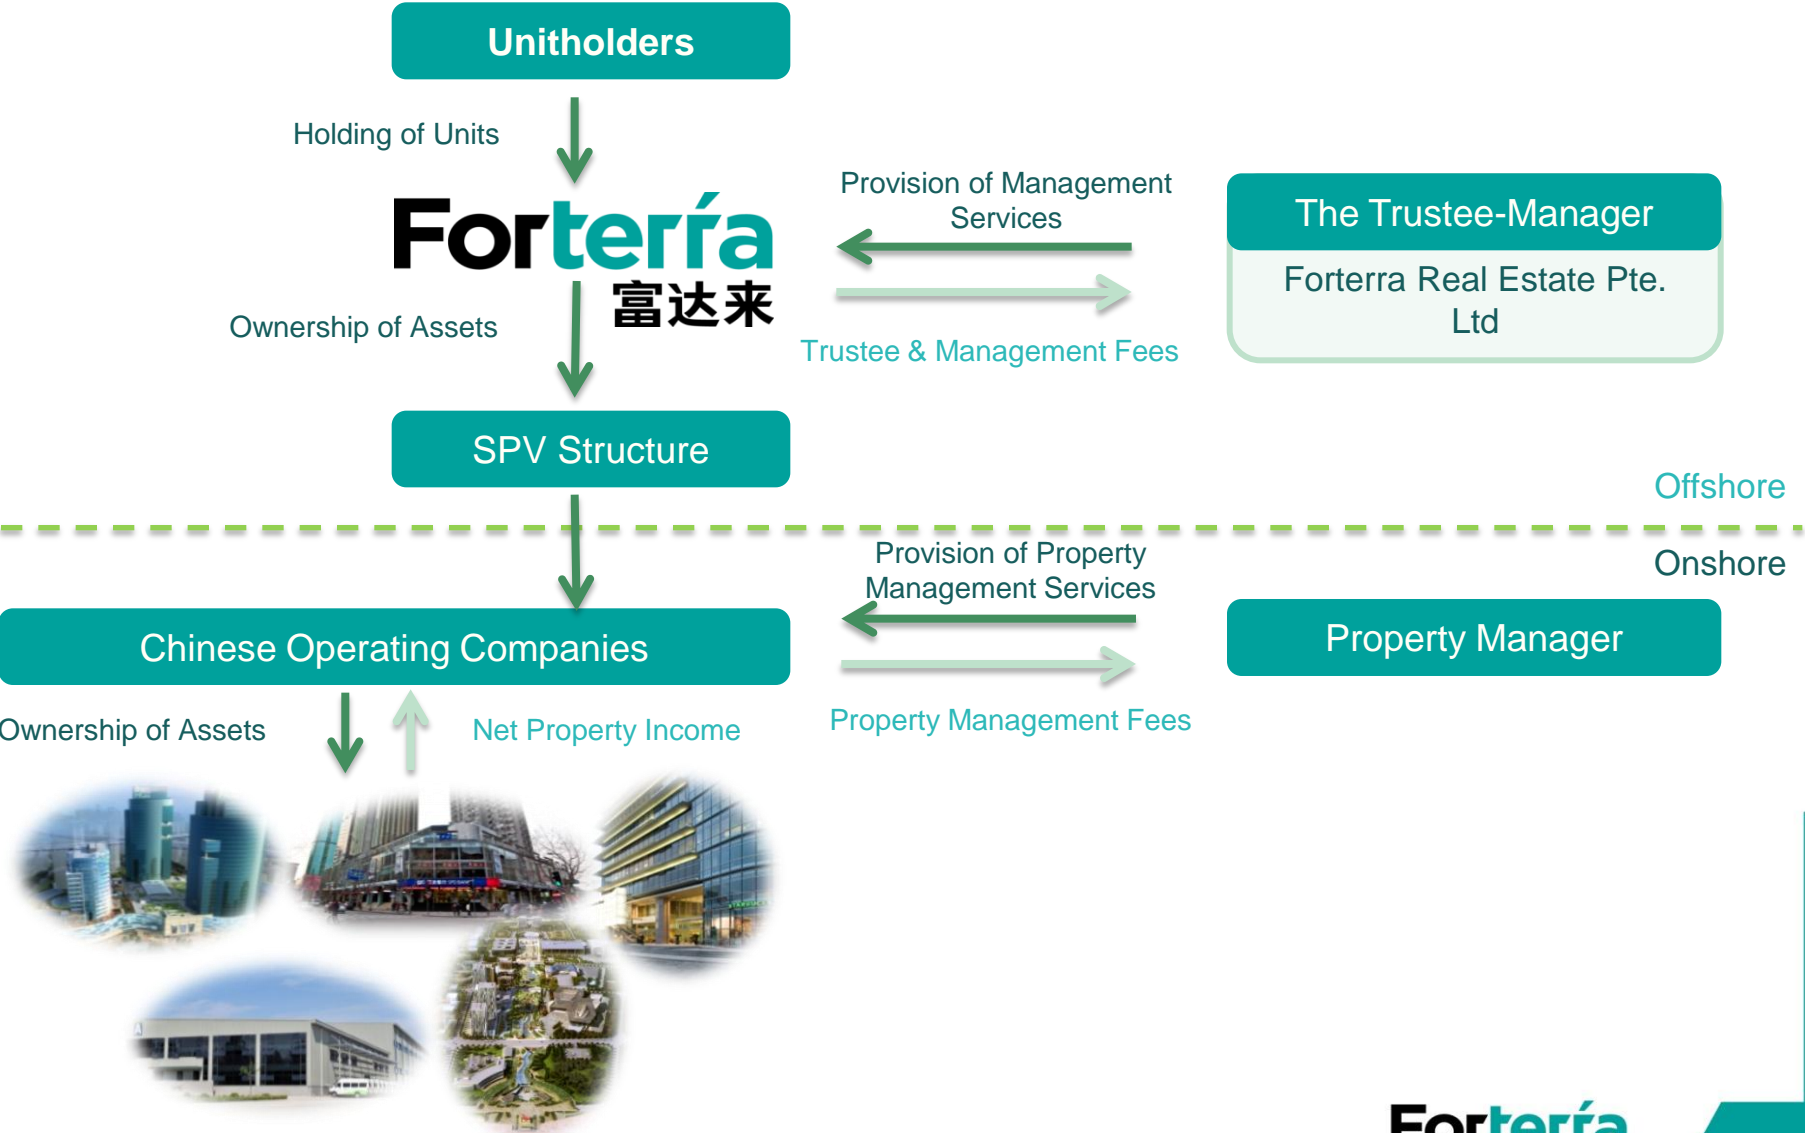 Unitholders
Holding of Units
Forterra
富达来
Provision of Management
Services
The Trustee-Manager
Forterra Real Estate Pte.
Ltd
Ownership of Assets
Trustee & Management Fees
SPV Structure
Offshore
Onshore
Provision of Property
Management Services
Chinese Operating Companies
Property Manager
Ownership of Assets
Net Property Income
Property Management Fees
Forterra